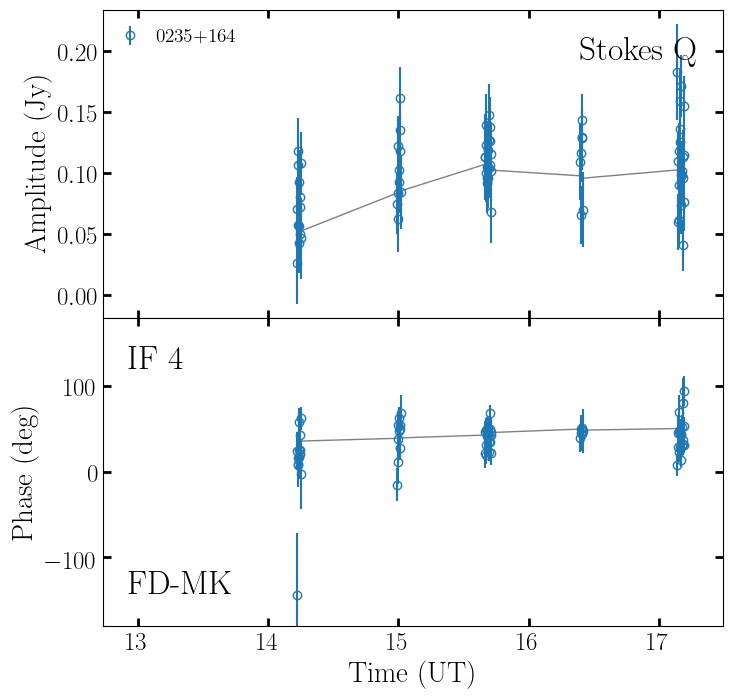 0235+164
Stokes Q
Amplitude (Jy)
0.20
0.15
0.10
0.05
0.00
IF 4
Phase (deg)
100
0
−100
FD-MK
13 14 15 16 17
Time (UT)